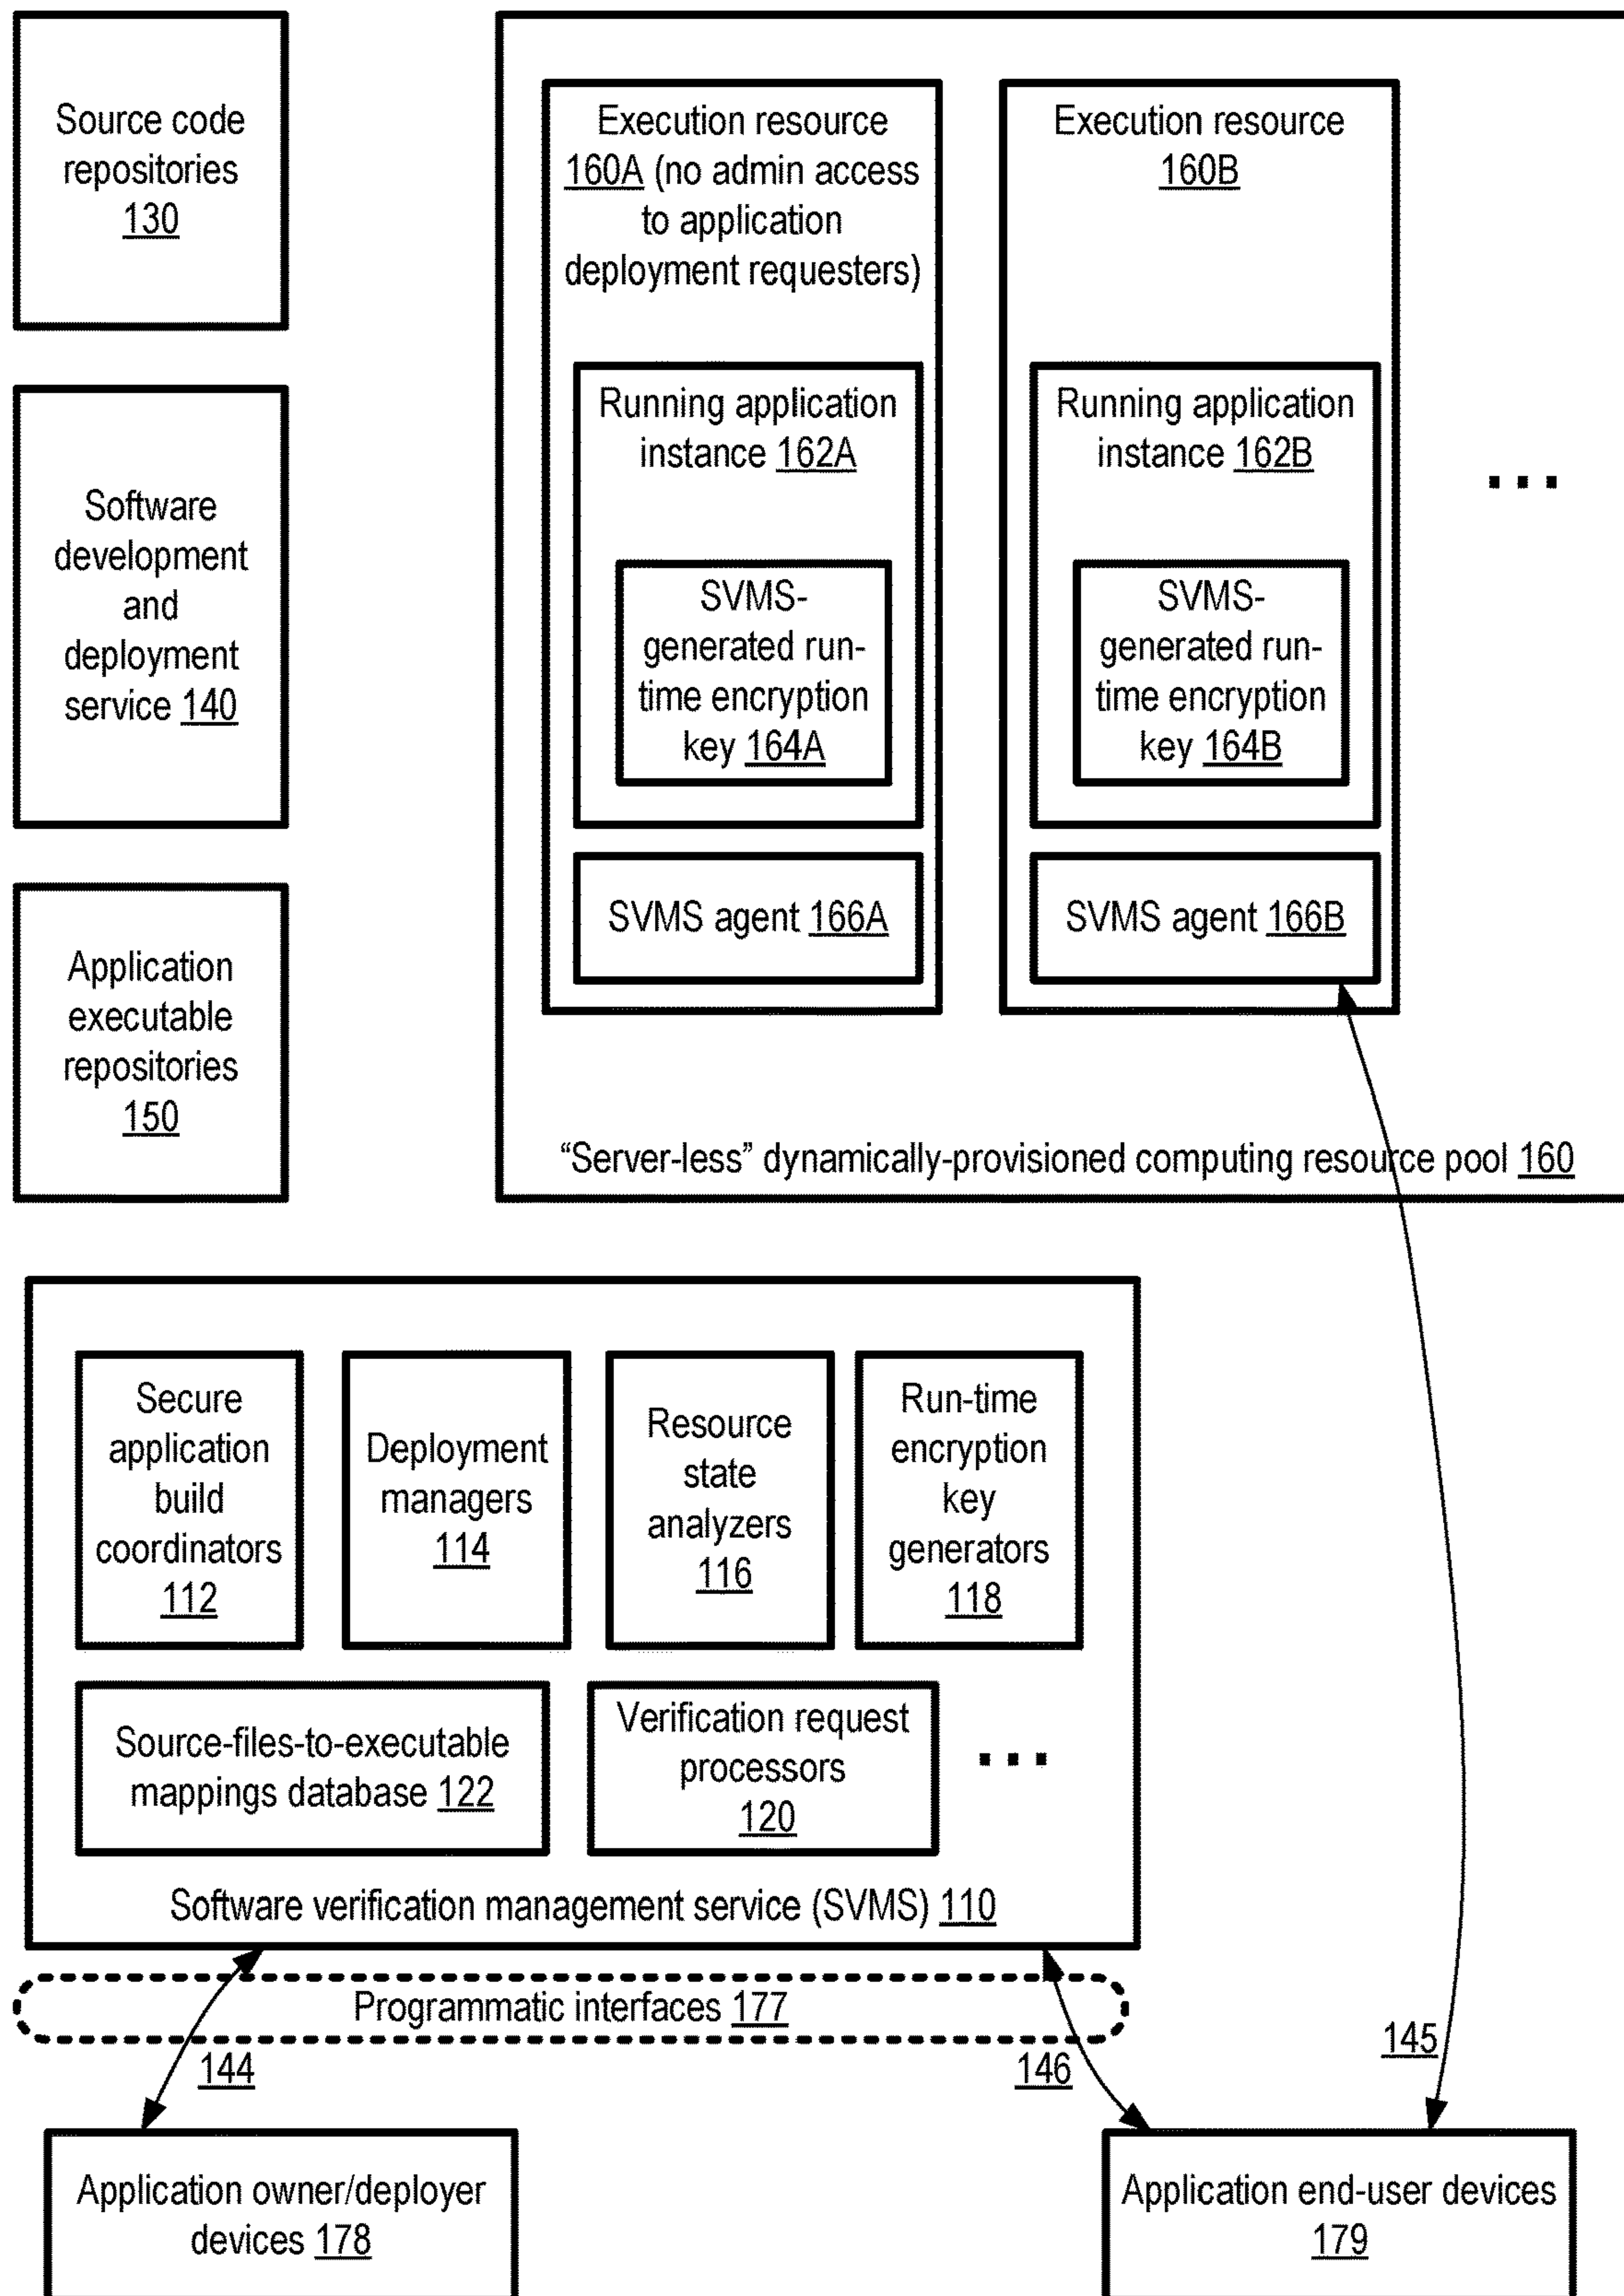 Source code
repositories
130
Software
development
and
deployment
service 140
Application
executable
repositories
150
Execution resource
160A (no admin access
to application
deployment requesters)
Running application
instance 162A
SVMS-
generated run-
time encryption
key 164A
SVMS agent 166A
Execution resource
160B
Running application
instance 162B
SVMS-
generated run-
time encryption
key 164B
SVMS agent 166B
...
“Server-less” dynamically-provisioned computing resource pool 160
Secure
application
build
coordinators
112
Deployment
managers
114
Resource
state
analyzers
116
Run-time
encryption
key
generators
118
Source-files-to-executable
mappings database 122
Verification request
processors
120
...
Software verification management service (SVMS) 110
Programmatic interfaces 177
144
146
145
Application owner/deployer
devices 178
Application end-user devices
179